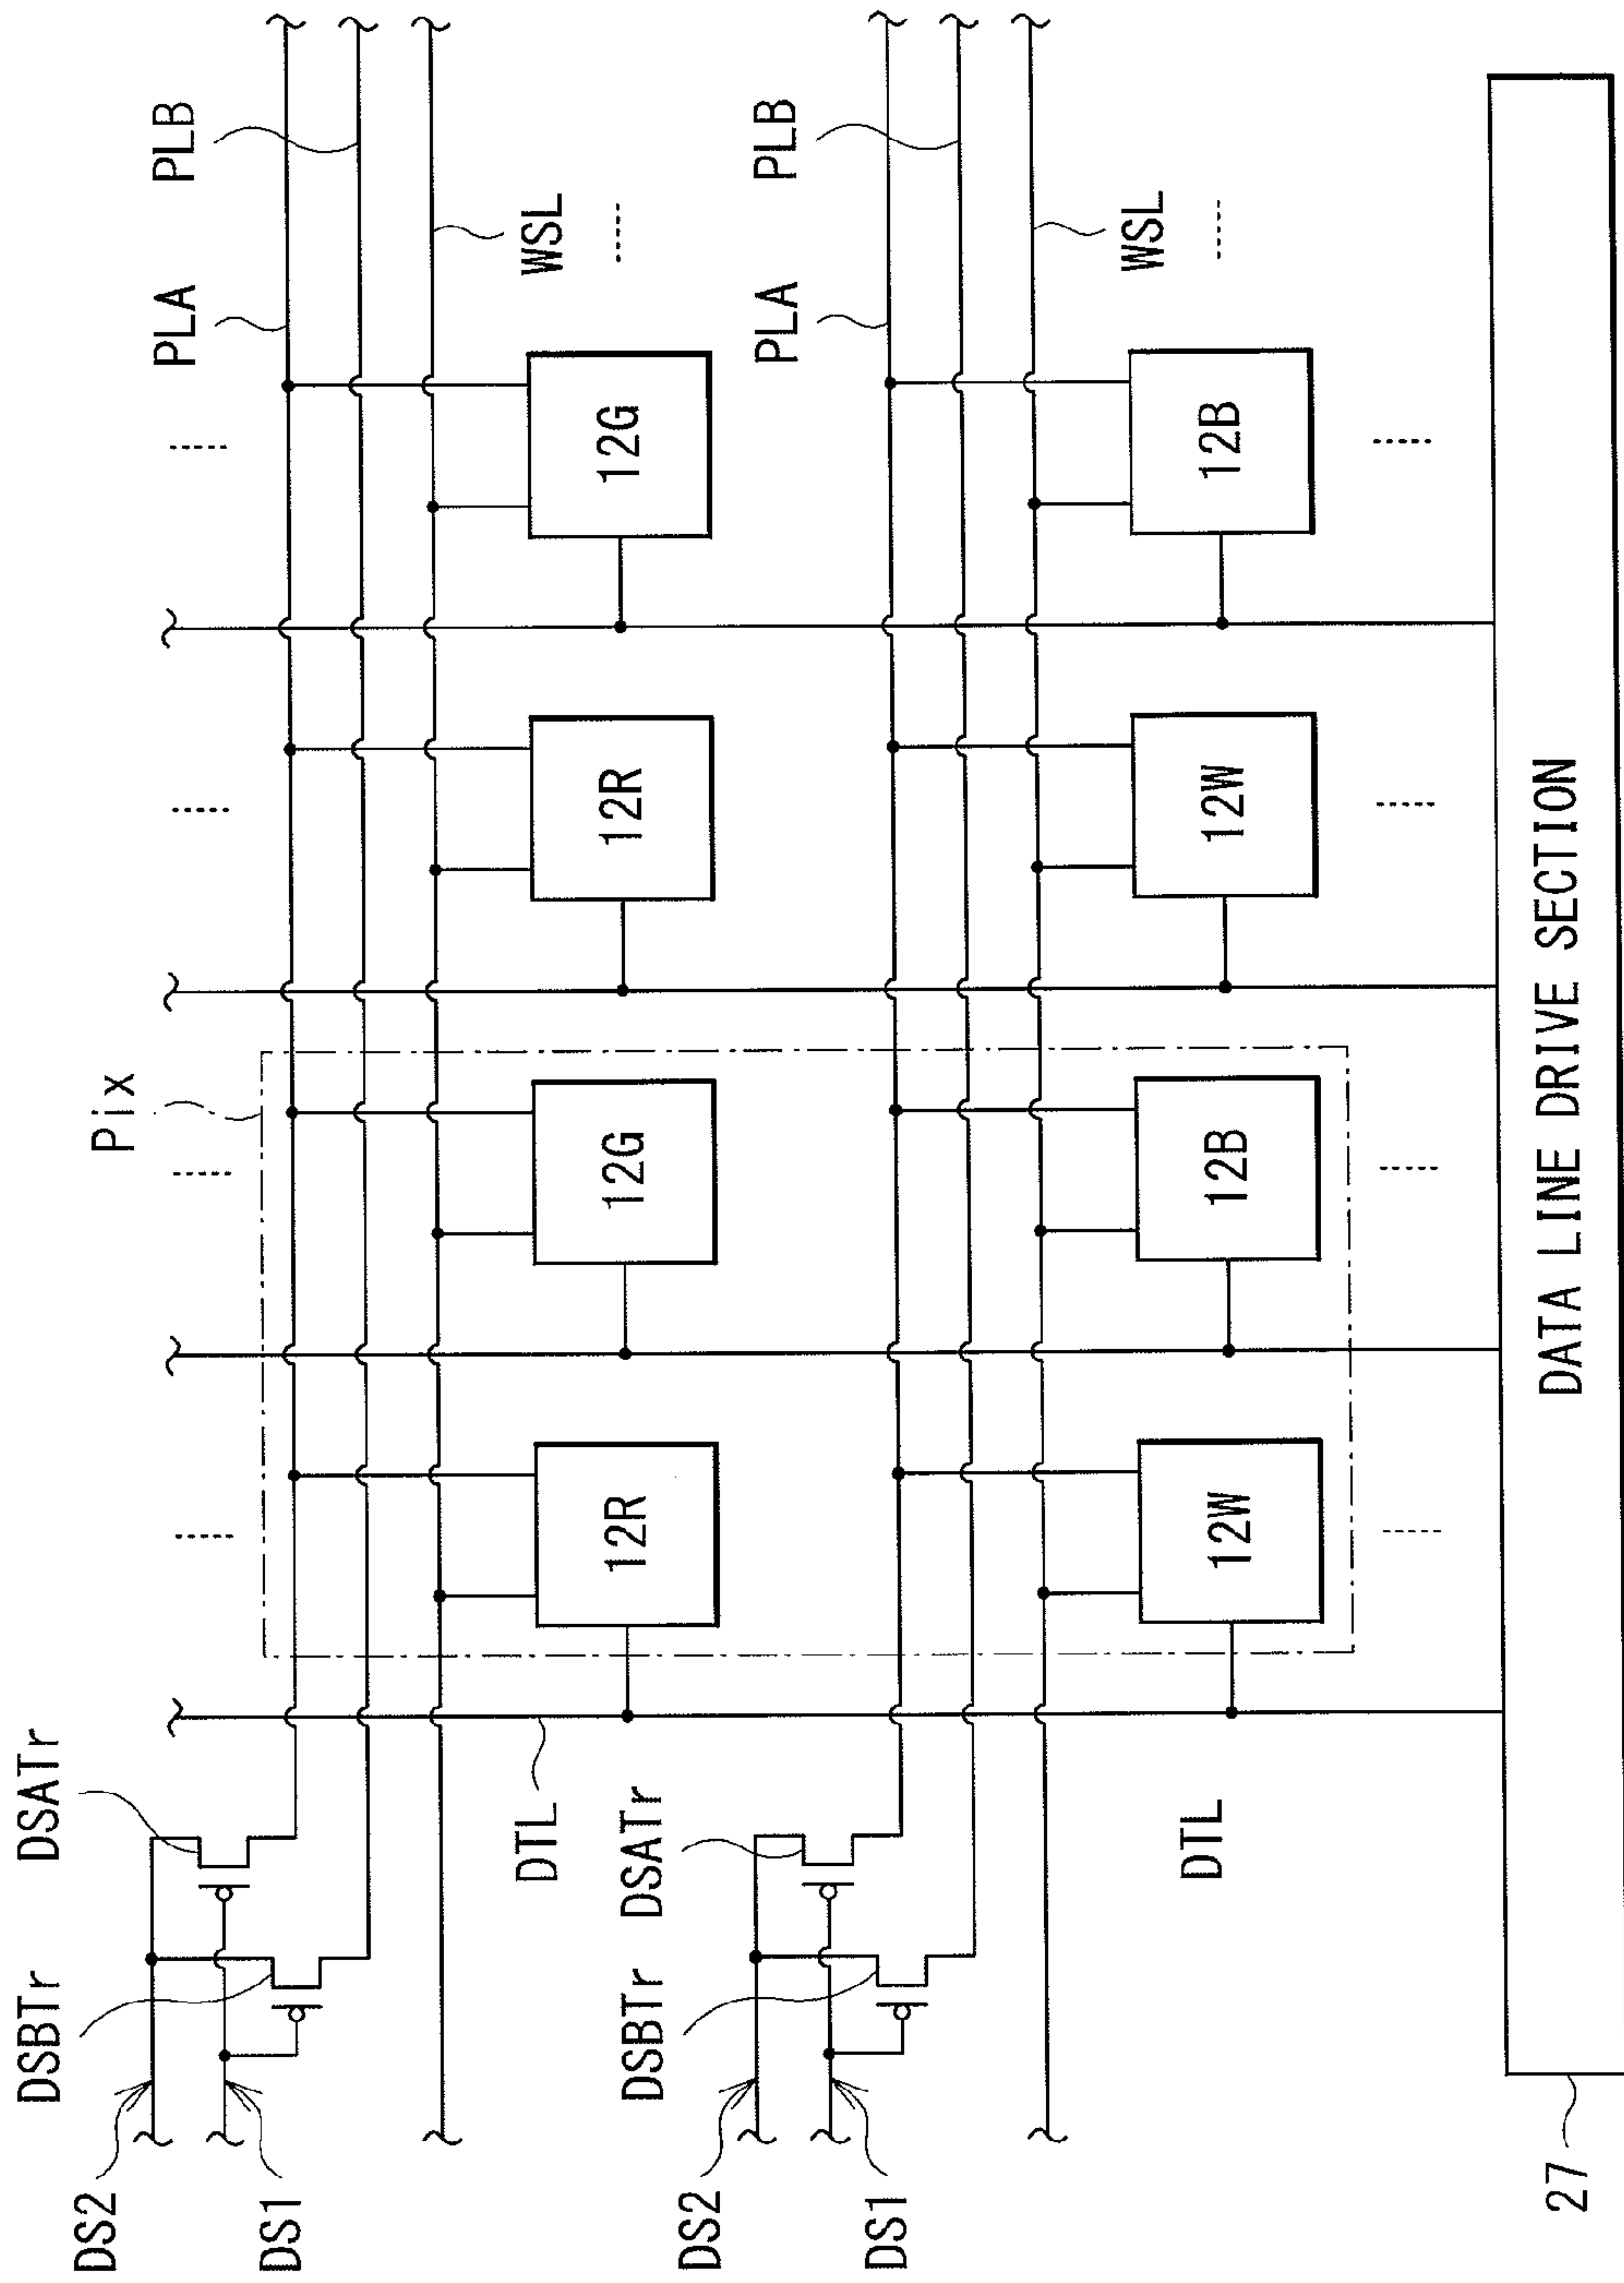 DS2
DS1
DSBTr
DSATr
Pix
PLA
PLB
DTL
12R
12G
12R
12G
WSL
DS2
DS1
DSBTr
DSATr
PLA
PLB
DTL
12W
12B
12W
12B
WSL
DATA LINE DRIVE SECTION
27